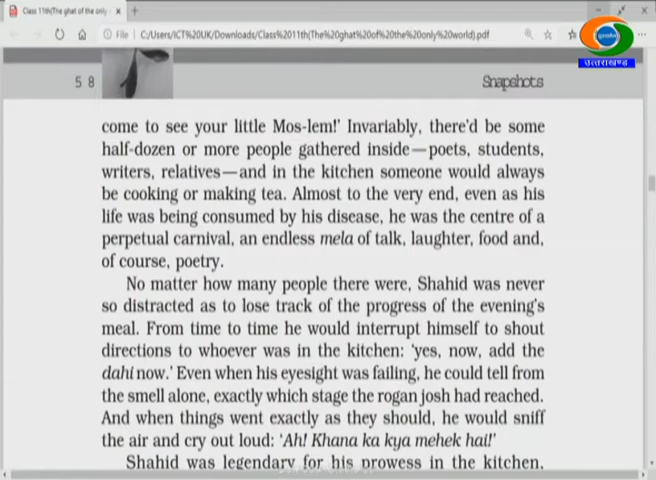 Class 11th(The ghat of the only
File | C:/Users/ICT%20UK/Downloads/Class%2011th(The%20ghat%20of%20the%20only%20world).pdf
उत्तराखण्ड
58
Snapshots
come to see your little Mos-lem!' Invariably, there'd be some
half-dozen or more people gathered inside—poets, students,
writers, relatives—and in the kitchen someone would always
be cooking or making tea. Almost to the very end, even as his
life was being consumed by his disease, he was the centre of a
perpetual carnival, an endless mela of talk, laughter, food and,
of course, poetry.
No matter how many people there were, Shahid was never
so distracted as to lose track of the progress of the evening's
meal. From time to time he would interrupt himself to shout
directions to whoever was in the kitchen: 'yes, now, add the
dahi now.' Even when his eyesight was failing, he could tell from
the smell alone, exactly which stage the rogan josh had reached.
And when things went exactly as they should, he would sniff
the air and cry out loud: 'Ah! Khana ka kya mehek hai!'
Shahid was legendary for his prowess in the kitchen,